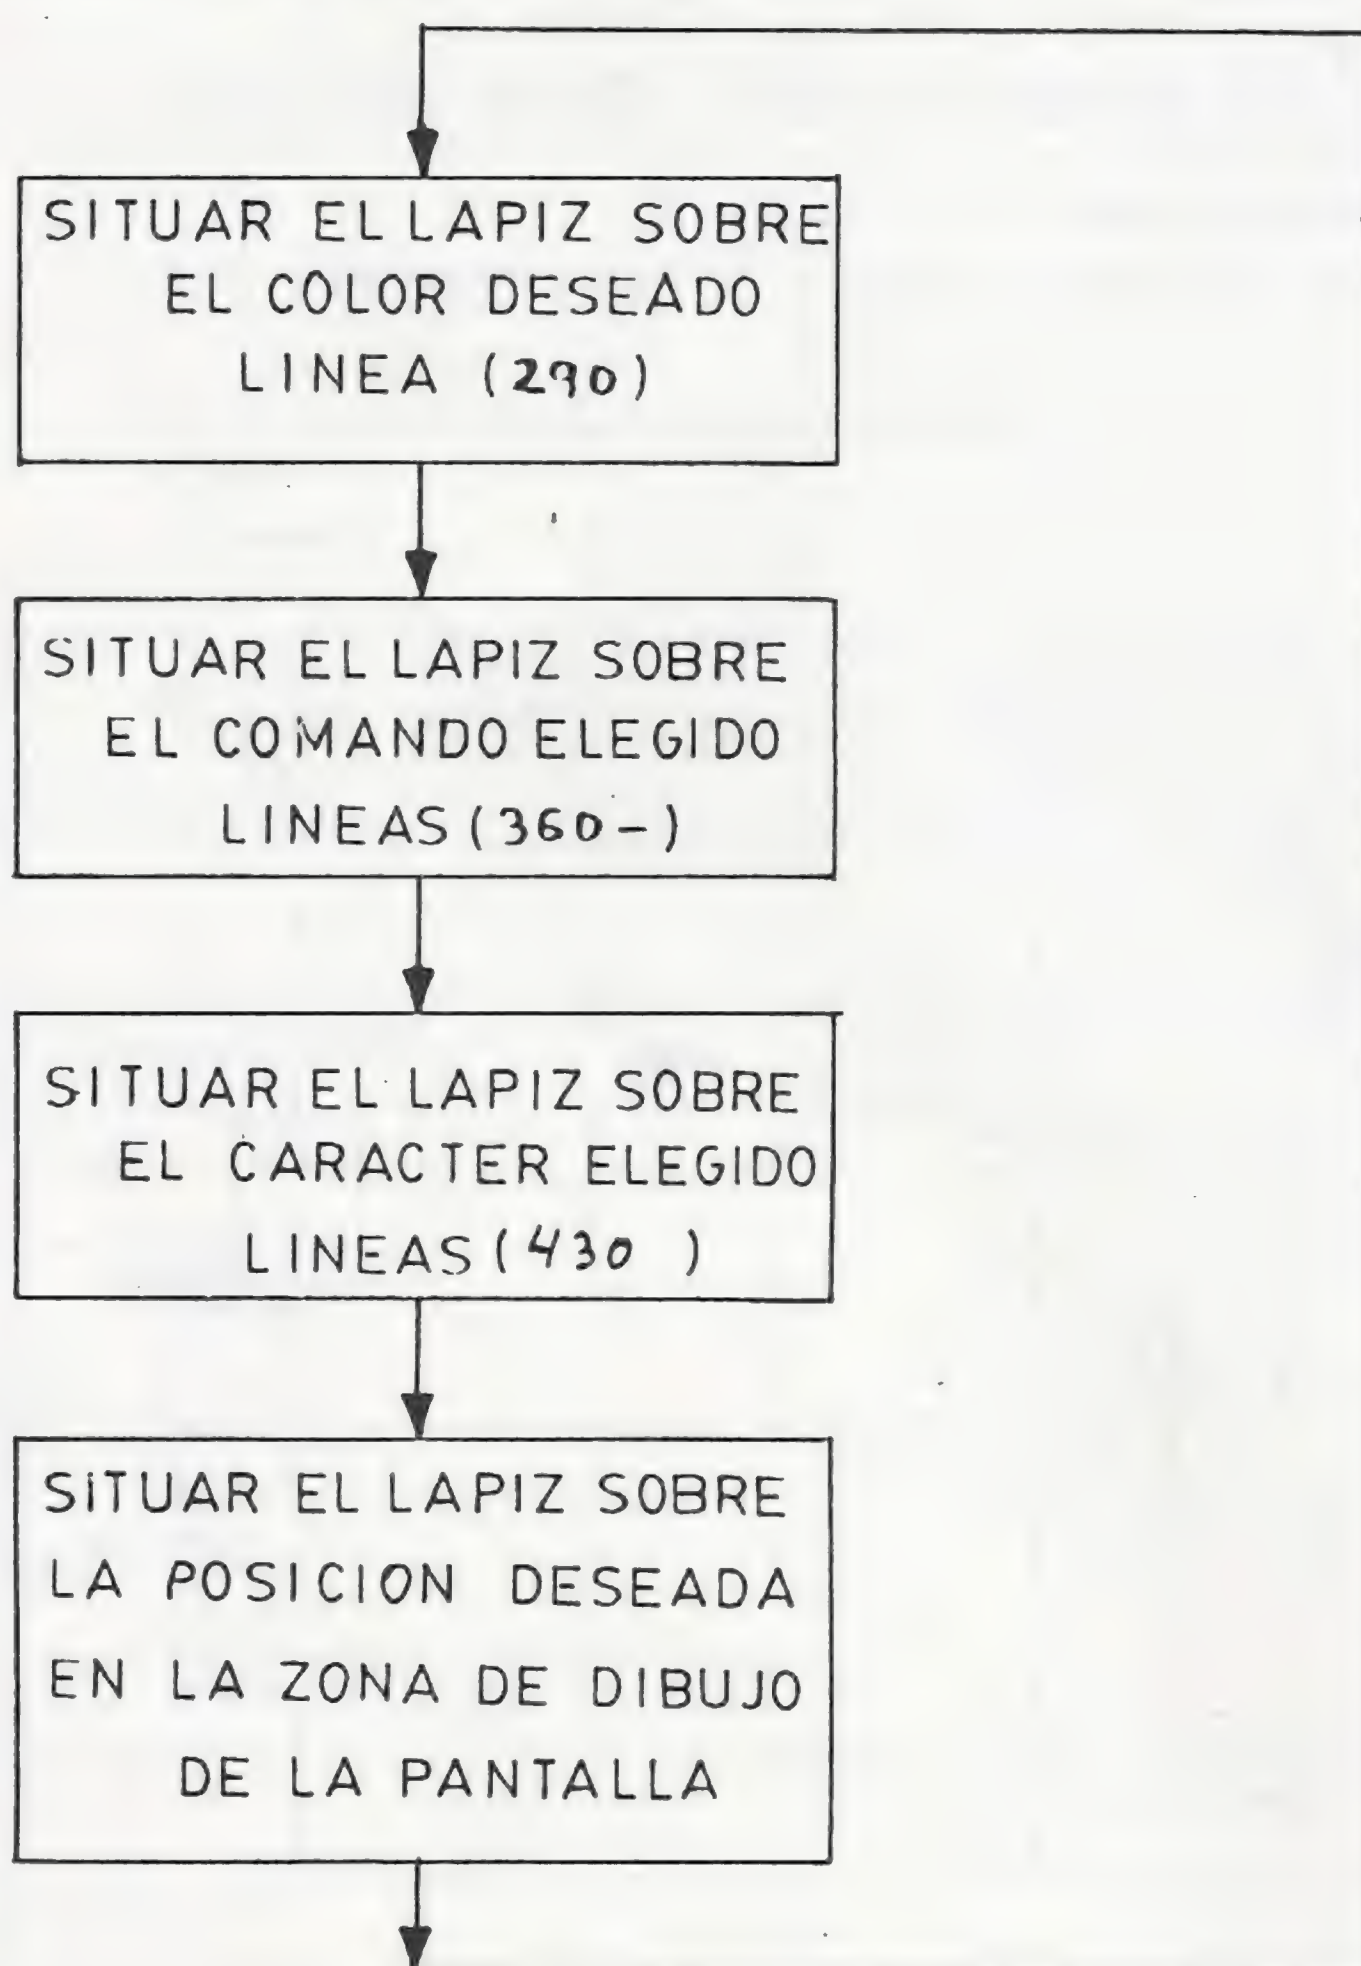 SITUAR EL LAPIZ SOBRE
EL COLOR DESEADO
LINEA (290)
SITUAR EL LAPIZ SOBRE
EL COMANDO ELEGIDO
LINEAS (360-)
SITUAR EL LAPIZ SOBRE
EL CARACTER ELEGIDO
LINEAS (430 )
SITUAR EL LAPIZ SOBRE
LA POSICION DESEADA
EN LA ZONA DE DIBUJO
DE LA PANTALLA